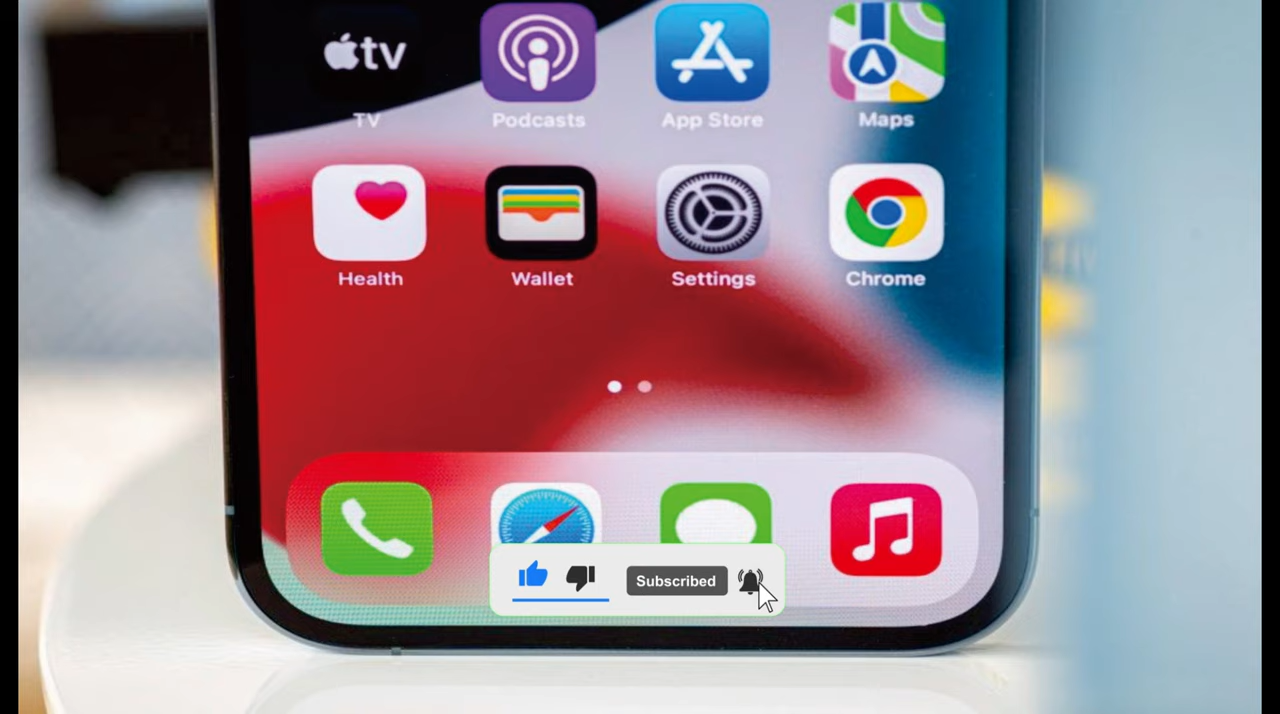 tv
TV
Podcasts
App Store
Maps
Health
Wallet
Settings
Chrome
Subscribed